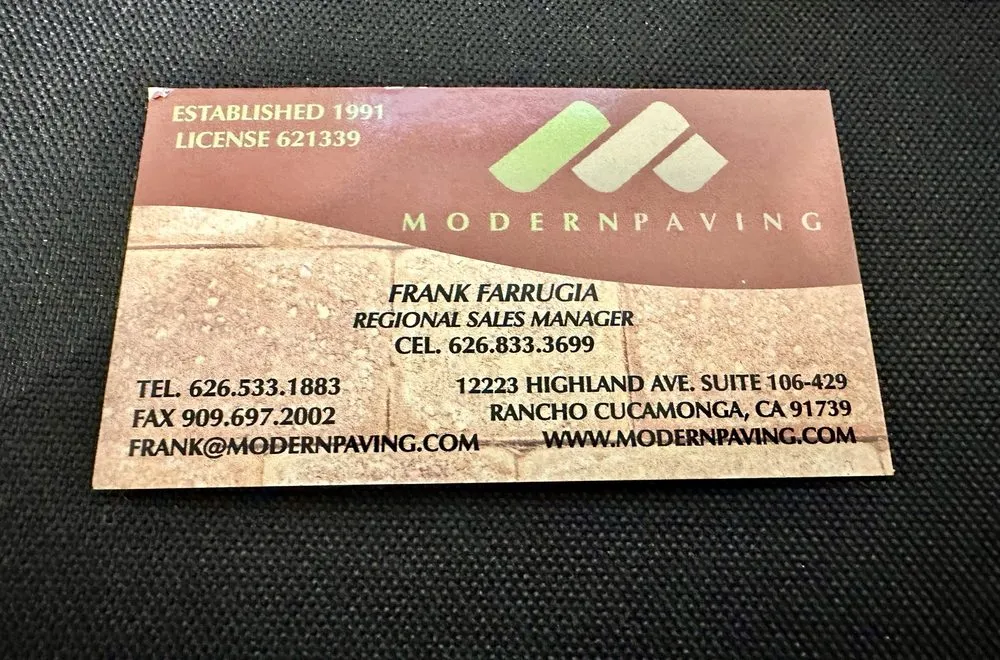 ESTABLISHED 1991
LICENSE 621339
MODERNPAVING
FRANK FARRUGIA
REGIONAL SALES MANAGER
CEL. 626.833.3699
TEL. 626.533.1883
FAX 909.697.2002
FRANK@MODERNPAVING.COM
12223 HIGHLAND AVE. SUITE 106-429
RANCHO CUCAMONGA, CA 91739
WWW.MODERNPAVING.COM